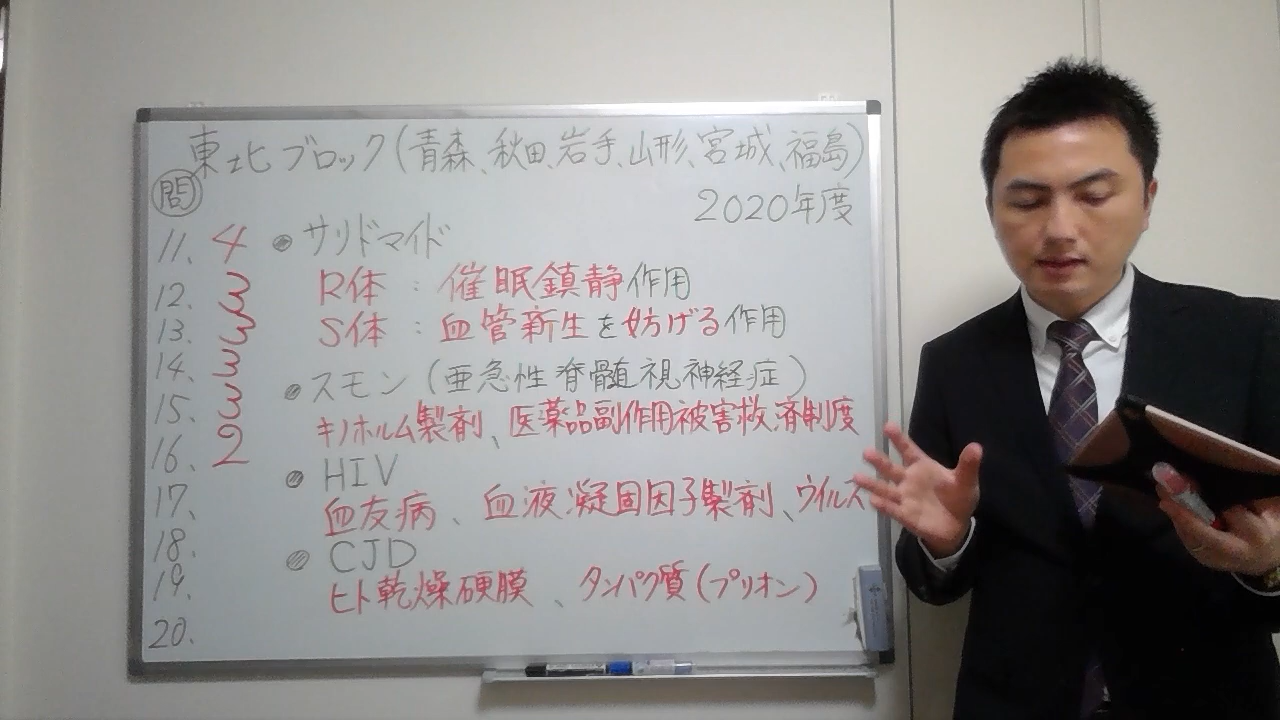 東北ブロック(青森、秋田、岩手、山形、宮城、福島)
2020年度
問
11. 4
12. 3
13. 3
14. 3
15. 3
16. 2
17.
18.
19.
20.
サリドマイド
R体：催眠鎮静作用
S体：血管新生を妨げる作用
スモン(亜急性脊髄視神経症)
キノホルム製剤、医薬品副作用被害救済制度
HIV
血友病、血液凝固因子製剤、ウイルス
CJD
ヒト乾燥硬膜、タンパク質(プリオン)